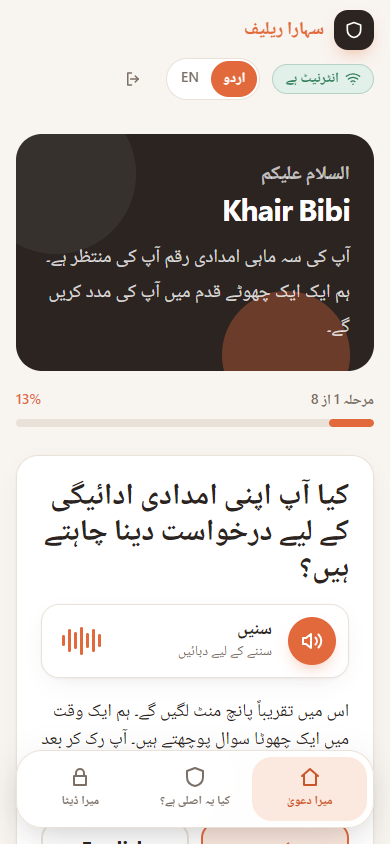 سہارا ریلیف
انٹرنیٹ ہے
اردو
EN
السلام علیکم
Khair Bibi
آپ کی سہ ماہی امدادی رقم آپ کی منتظر ہے۔
ہم ایک ایک چھوٹے قدم میں آپ کی مدد کریں
گے۔
مرحلہ 1 از 8
13%
کیا آپ اپنی امدادی ادائیگی
کے لیے درخواست دینا چاہتے
ہیں؟
سنیں
سننے کے لیے دبائیں
اس میں تقریباً پانچ منٹ لگیں گے۔ ہم ایک وقت
میں ایک چھوٹا سوال پوچھتے ہیں۔ آپ رک کر بعد
میرا دعویٰ
کیا یہ اصلی ہے؟
میرا ڈیٹا